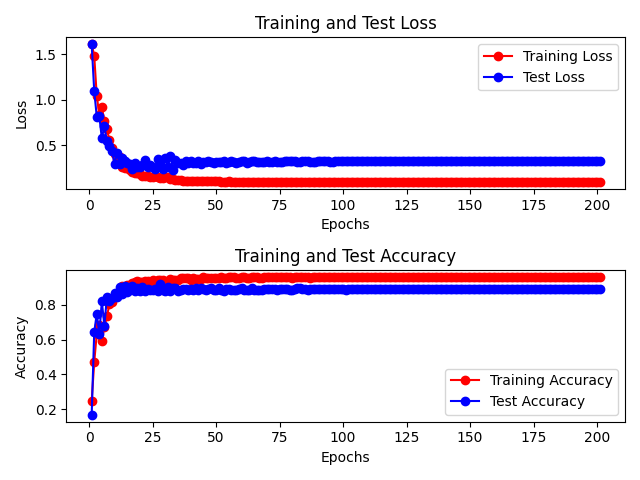 Training and Test Loss
Loss
1.5
1.0
0.5
Training Loss
Test Loss
0 25 50 75 100 125 150 175 200
Epochs
Training and Test Accuracy
Accuracy
0.8
0.6
0.4
0.2
Training Accuracy
Test Accuracy
0 25 50 75 100 125 150 175 200
Epochs